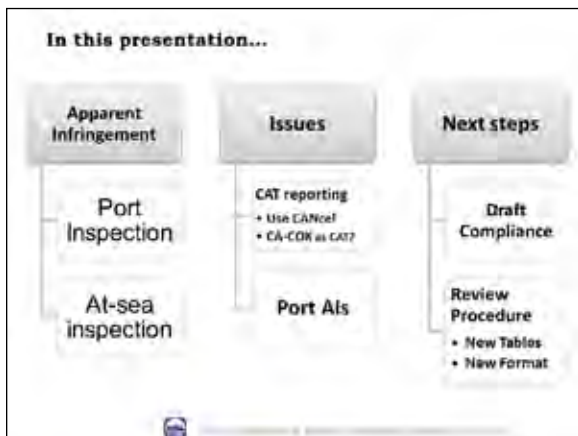 In this presentation...
Apparent
Infringement
Port
Inspection
At-sea
inspection
Issues
CAT reporting
• Use CANcel
• CA-COX as CAT?
Port AIs
Next steps
Draft
Compliance
Review
Procedure
• New Tables
• New Format